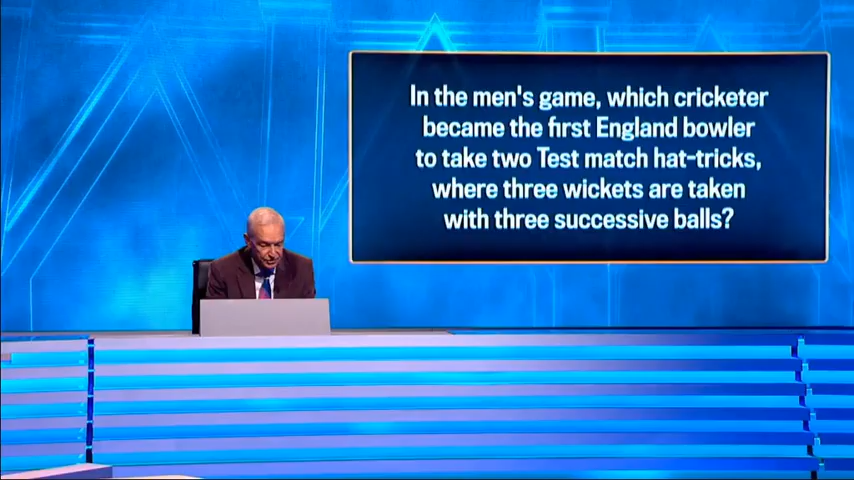 In the men's game, which cricketer
became the first England bowler
to take two Test match hat-tricks,
where three wickets are taken
with three successive balls?